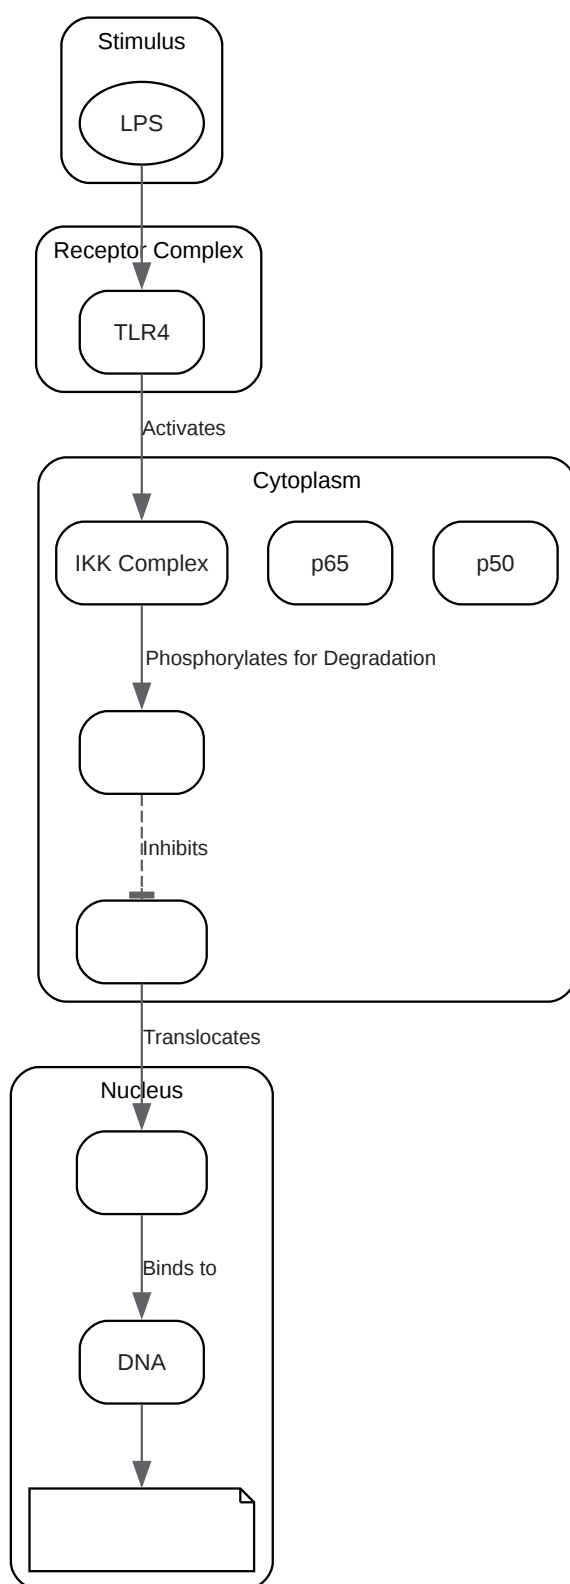 Stimulus
LPS
Receptor Complex
TLR4
Activates
Cytoplasm
IKK Complex
p65
p50
Phosphorylates for Degradation
Inhibits
Translocates
Nucleus
Binds to
DNA